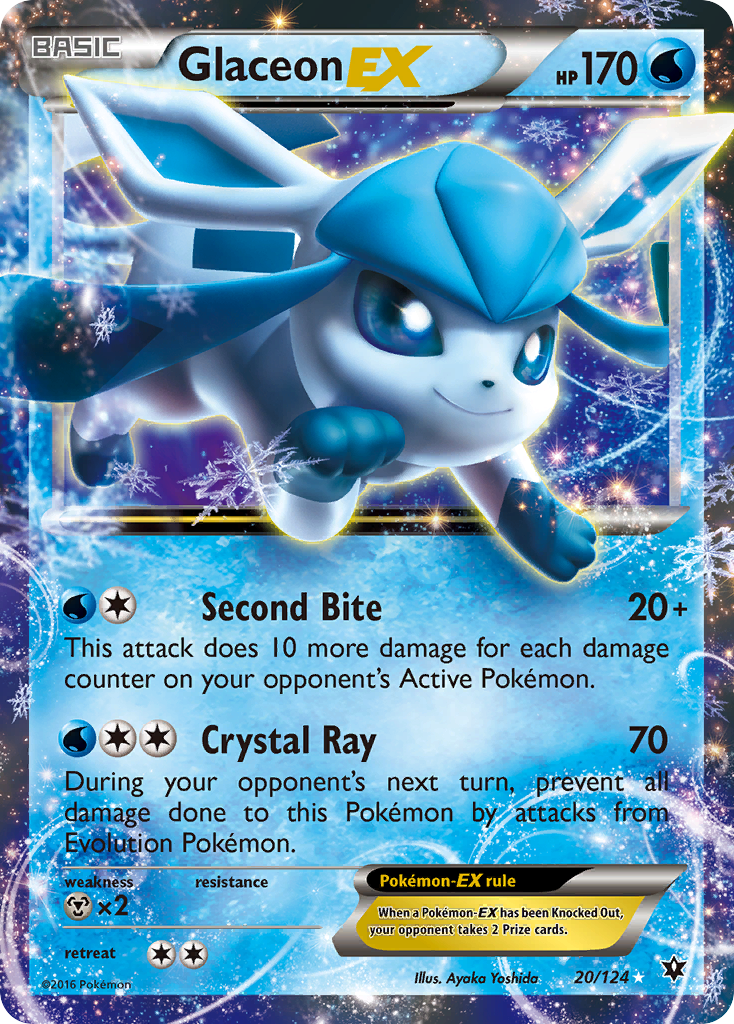 BASIC
Glaceon EX
HP 170
Second Bite 20+
This attack does 10 more damage for each damage
counter on your opponent's Active Pokémon.
Crystal Ray 70
During your opponent's next turn, prevent all
damage done to this Pokémon by attacks from
Evolution Pokémon.
weakness resistance
×2
Pokémon-EX rule
When a Pokémon-EX has been Knocked Out,
your opponent takes 2 Prize cards.
retreat
©2016 Pokémon
Illus. Ayaka Yoshida 20/124 ★